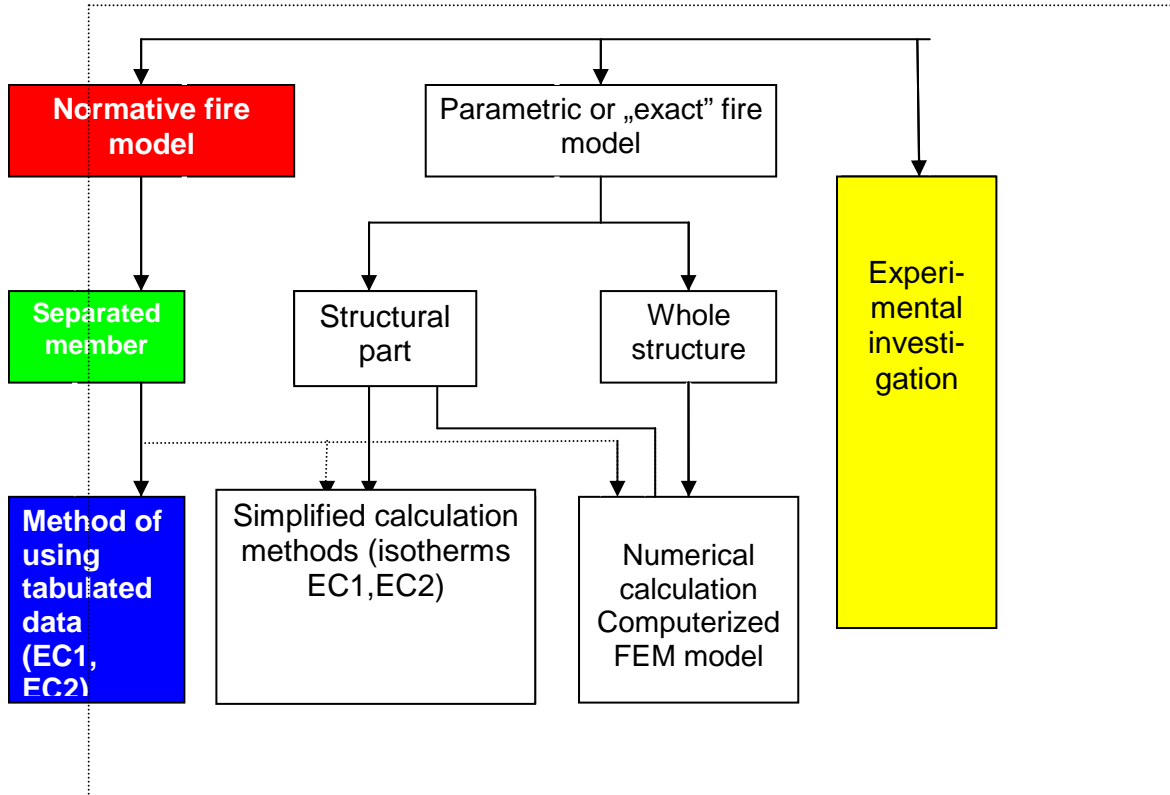 Normative fire
model
Parametric or „exact” fire
model
Experi-
mental
investi-
gation
Separated
member
Structural
part
Whole
structure
Method of
using
tabulated
data
(EC1,
EC2)
Simplified calculation
methods (isotherms
EC1,EC2)
Numerical
calculation
Computerized
FEM model